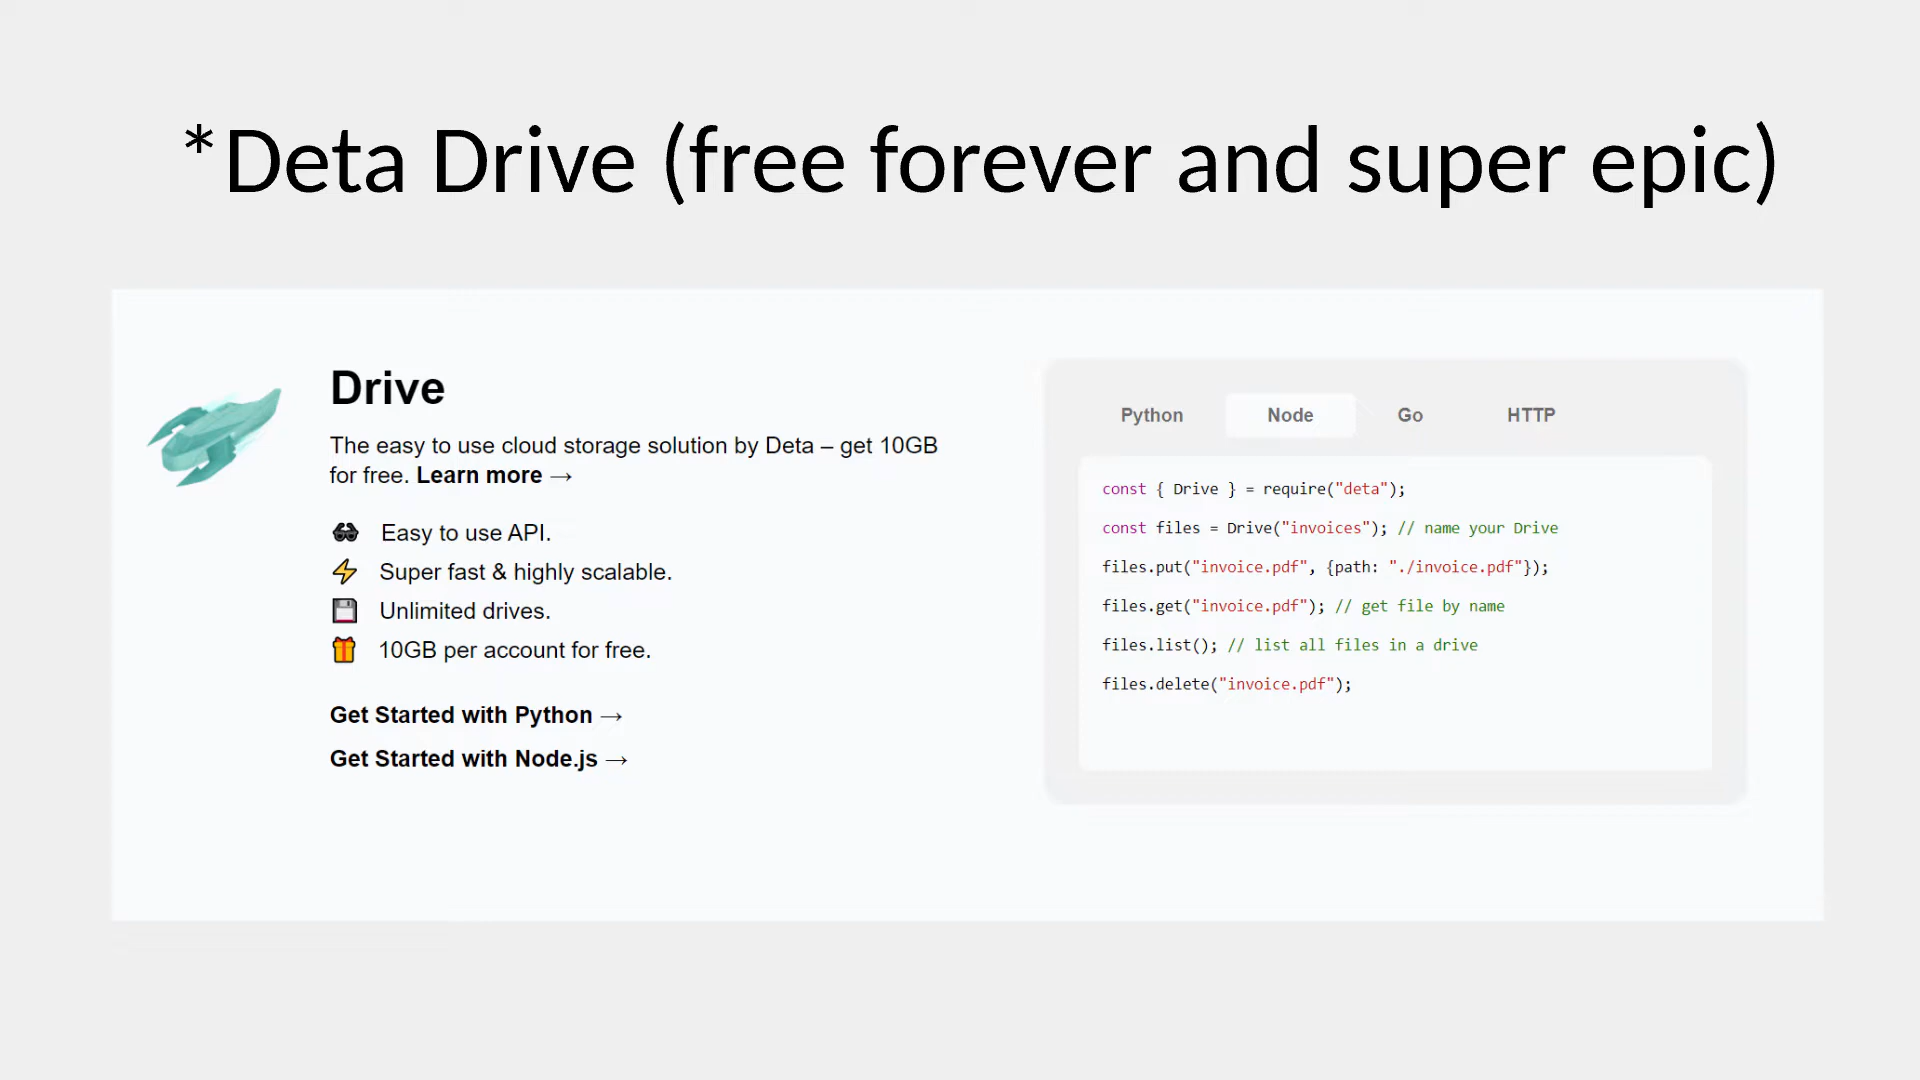 *Deta Drive (free forever and super epic)
Drive
The easy to use cloud storage solution by Deta – get 10GB
for free. Learn more →
Easy to use API.
Super fast & highly scalable.
Unlimited drives.
10GB per account for free.
Get Started with Python →
Get Started with Node.js →
Python Node Go HTTP
const { Drive } = require("deta");
const files = Drive("invoices"); // name your Drive
files.put("invoice.pdf", {path: "./invoice.pdf"});
files.get("invoice.pdf"); // get file by name
files.list(); // list all files in a drive
files.delete("invoice.pdf");